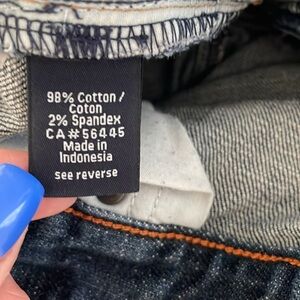 98% Cotton /
Coton
2% Spandex
CA#56445
Made in
Indonesia
see reverse